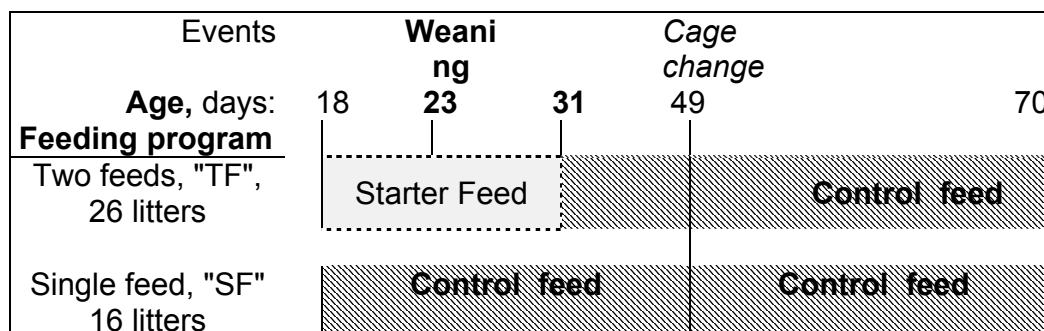 Events Weani Cage
ng change
Age, days: 18 23 31 49 70
Feeding program
Two feeds, "TF", Starter Feed Control feed
26 litters
Single feed, "SF" Control feed Control feed
16 litters